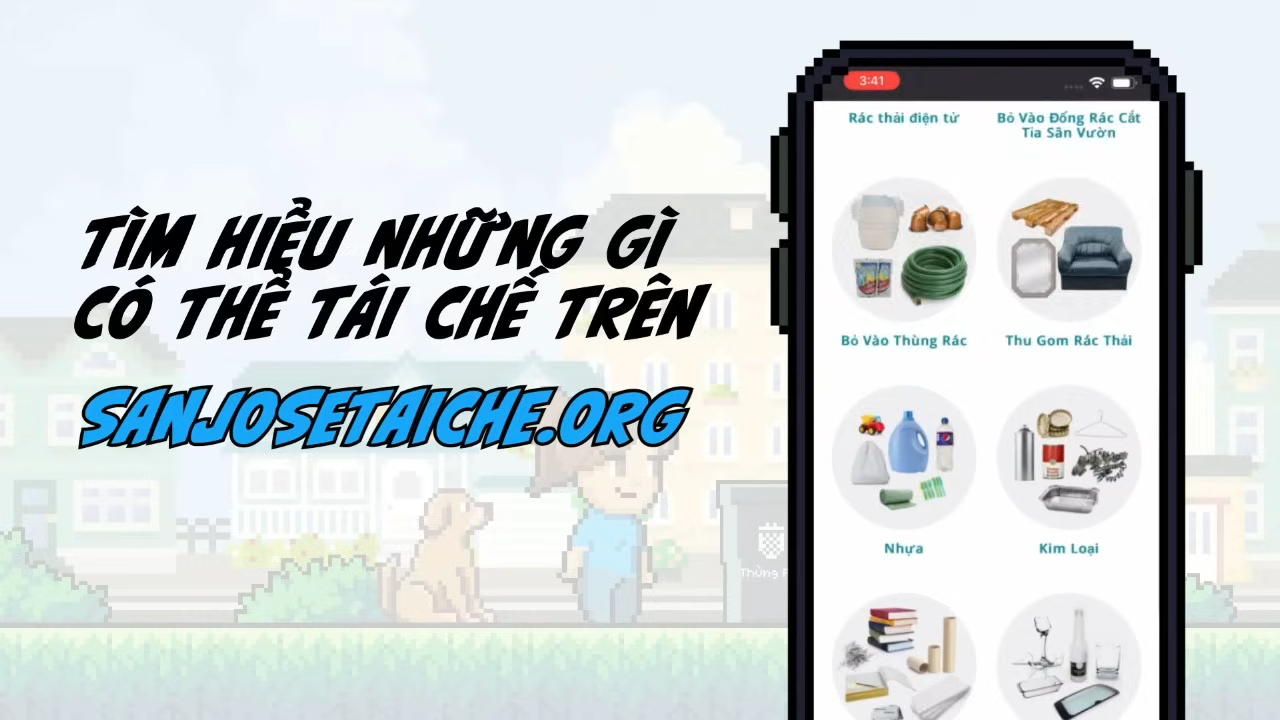 TÌM HIỂU NHỮNG GÌ
CÓ THỂ TÁI CHẾ TRÊN
SANJOSETAICHE.ORG
Thùng
3:41
Rác thải điện tử
Bỏ Vào Đống Rác Cắt
Tỉa Sân Vườn
Bỏ Vào Thùng Rác
Thu Gom Rác Thải
Nhựa
Kim Loại